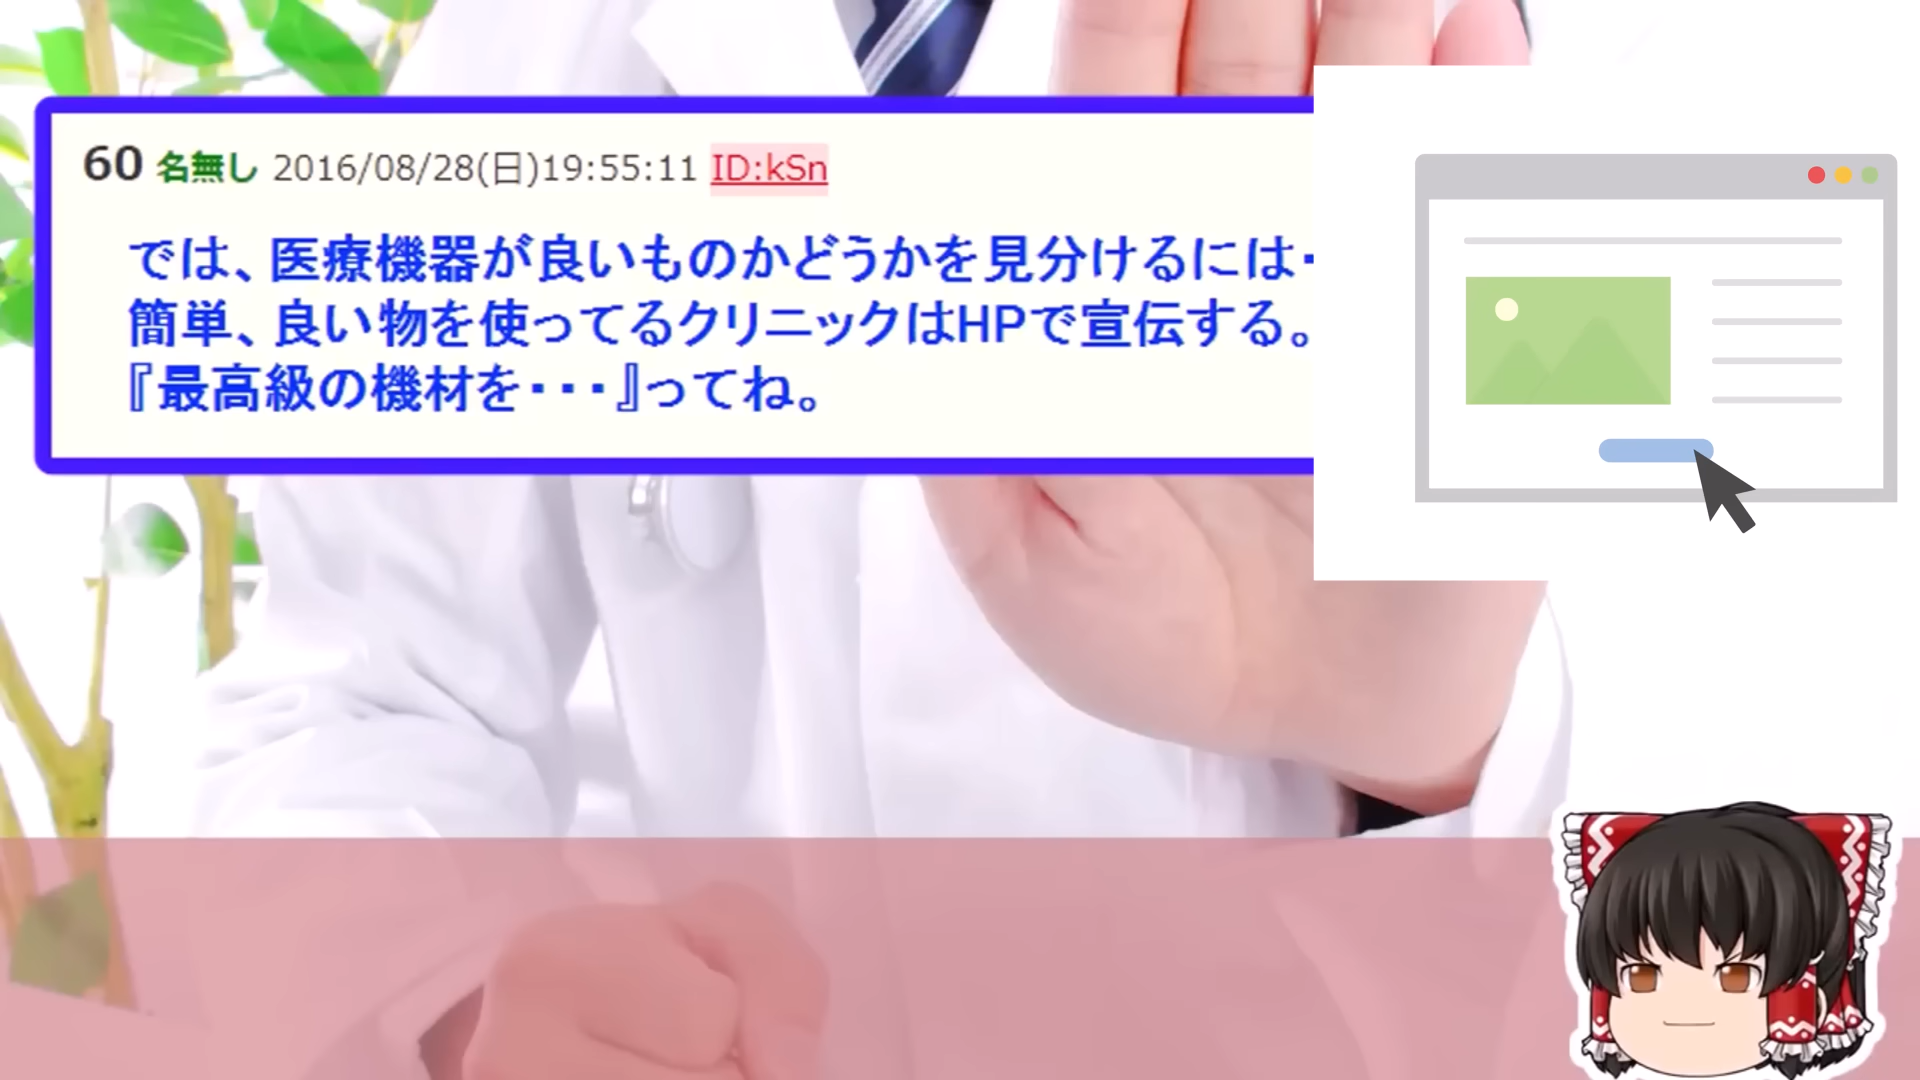 60 名無し 2016/08/28(日)19:55:11 ID:kSn
では、医療機器が良いものかどうかを見分けるには・
簡単、良い物を使ってるクリニックはHPで宣伝する。
『最高級の機材を・・・』ってね。